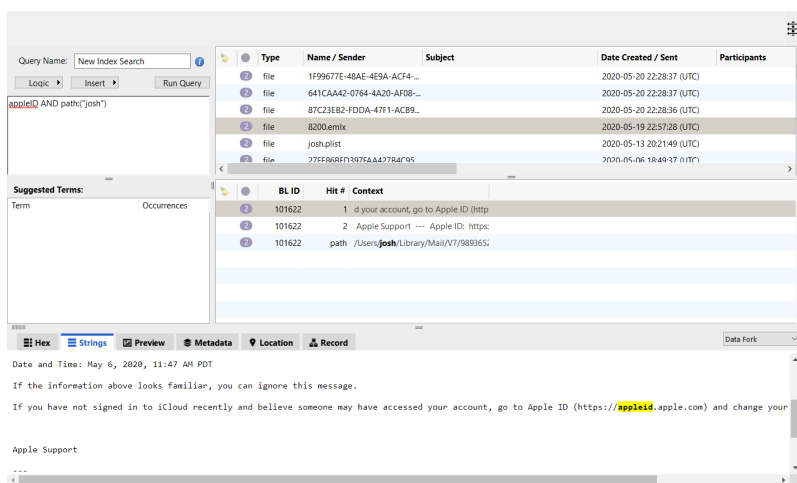 Query Name: New Index Search
Logic Insert Run Query
appleID AND path:("josh")
Suggested Terms:
Term Occurrences
Type Name / Sender Subject Date Created / Sent Participants
2 file 1F99677E-48AE-4E9A-ACF4-... 2020-05-20 22:28:37 (UTC)
2 file 641CAA42-0764-4A20-AF08-... 2020-05-20 22:28:37 (UTC)
2 file 87C23EB2-FDDA-47F1-ACB9... 2020-05-20 22:28:36 (UTC)
2 file 8200.emlx 2020-05-19 22:57:28 (UTC)
2 file josh.plist 2020-05-13 20:21:49 (UTC)
2 file 2020-05-06 18:49:37 (UTC)
BL ID Hit # Context
2 101622 1 d your account, go to Apple ID (http
2 101622 2 Apple Support --- Apple ID: https:
2 101622 path /Users/josh/Library/Mail/V7/9893652
Hex Strings Preview Metadata Location Record Data Fork
Date and Time: May 6, 2020, 11:47 AM PDT
If the information above looks familiar, you can ignore this message.
If you have not signed in to iCloud recently and believe someone may have accessed your account, go to Apple ID (https://appleid.apple.com) and change your
Apple Support
---